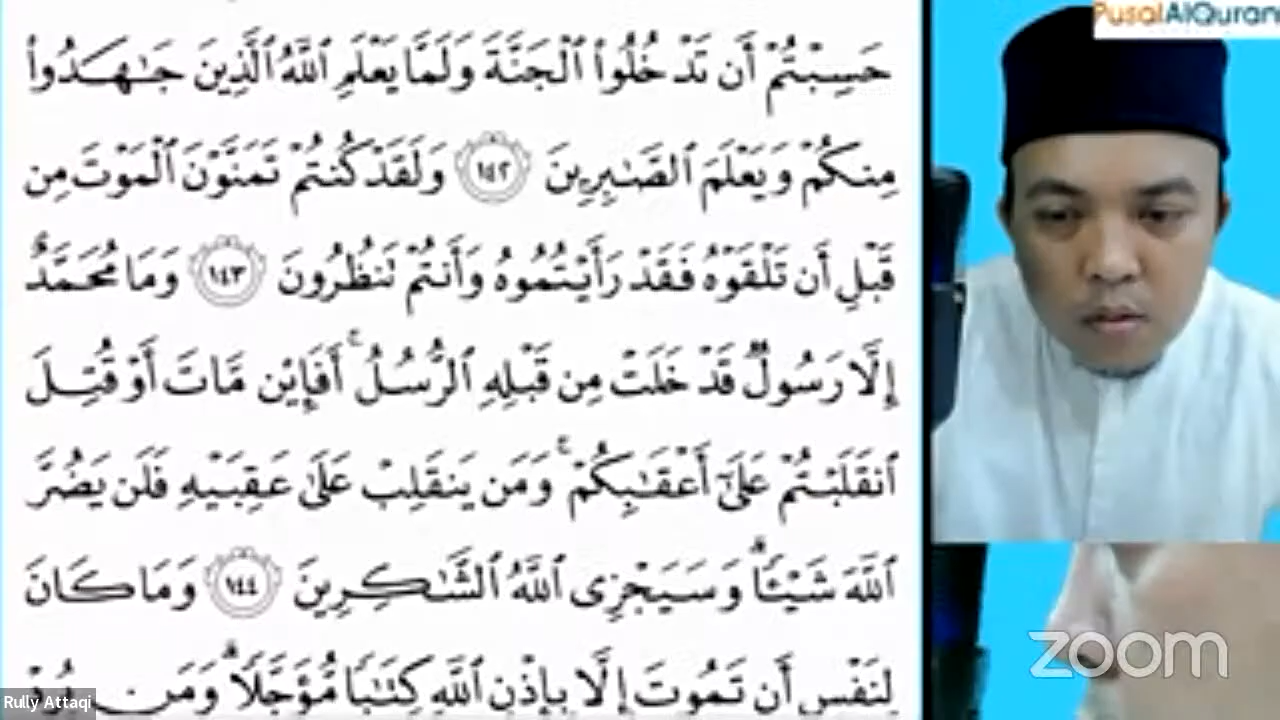 حَسِبْتُمْ أَن تَدْخُلُوا۟ ٱلْجَنَّةَ وَلَمَّا يَعْلَمِ ٱللَّهُ ٱلَّذِينَ جَـٰهَدُوا۟
مِنكُمْ وَيَعْلَمَ ٱلصَّـٰبِرِينَ ١٤٢ وَلَقَدْ كُنتُمْ تَمَنَّوْنَ ٱلْمَوْتَ مِن
قَبْلِ أَن تَلْقَوْهُ فَقَدْ رَأَيْتُمُوهُ وَأَنتُمْ تَنظُرُونَ ١٤٣ وَمَا مُحَمَّدٌ
إِلَّا رَسُولٌ قَدْ خَلَتْ مِن قَبْلِهِ ٱلرُّسُلُ ۚ أَفَإِي۟ن مَّاتَ أَوْ قُتِلَ
ٱنقَلَبْتُمْ عَلَىٰٓ أَعْقَـٰبِكُمْ ۚ وَمَن يَنقَلِبْ عَلَىٰ عَقِبَيْهِ فَلَن يَضُرَّ
ٱللَّهَ شَيْـًٔا ۗ وَسَيَجْزِى ٱللَّهُ ٱلشَّـٰكِرِينَ ١٤٤ وَمَا كَانَ
لِنَفْسٍ أَن تَمُوتَ إِلَّا بِإِذْنِ ٱللَّهِ كِتَـٰبًا مُّؤَجَّلًا ۗ وَمَن
PusatAlQuran
zoom
Rully Attaqi